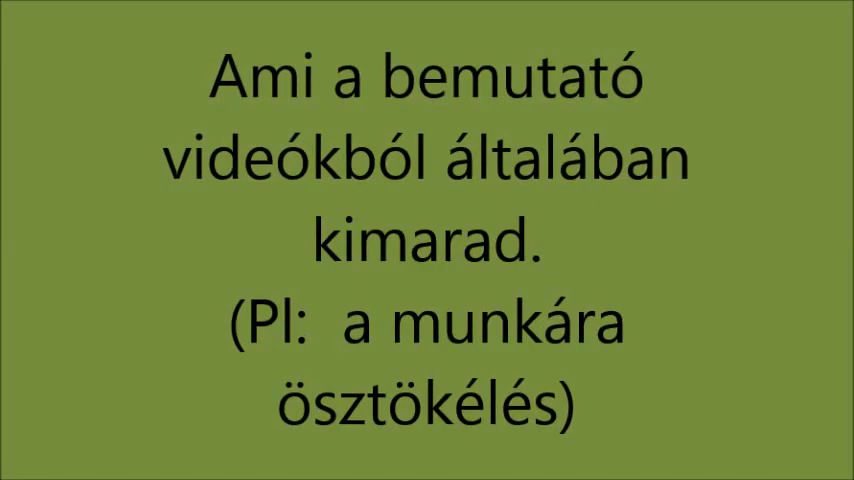 Ami a bemutató
videókból általában
kimarad.
(Pl:  a munkára
ösztökélés)